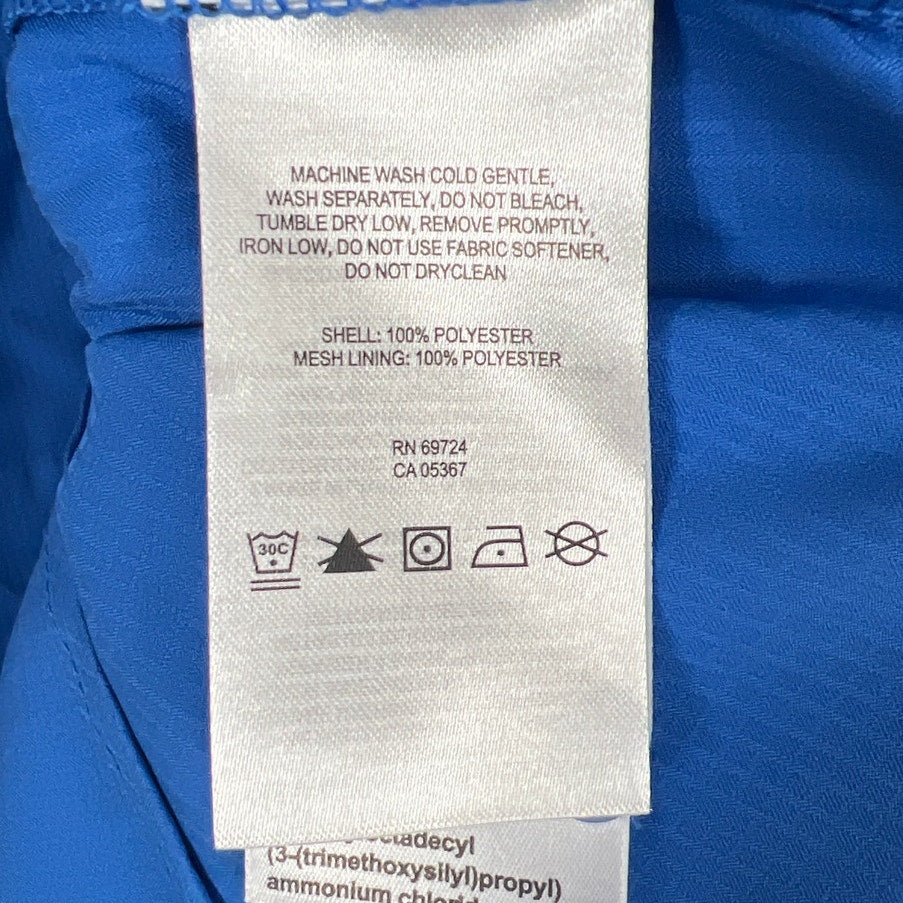 MACHINE WASH COLD GENTLE,
WASH SEPARATELY, DO NOT BLEACH,
TUMBLE DRY LOW, REMOVE PROMPTLY,
IRON LOW, DO NOT USE FABRIC SOFTENER,
DO NOT DRYCLEAN
SHELL: 100% POLYESTER
MESH LINING: 100% POLYESTER
RN 69724
CA 05367
30C
(3-(trimethoxysilyl)propyl)
ammonium